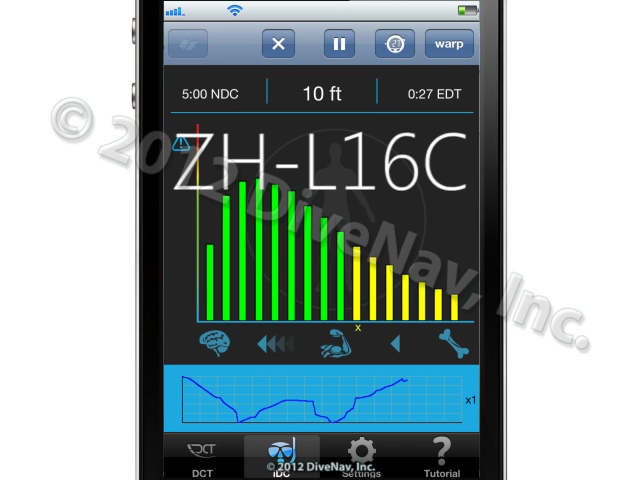 warp
5:00 NDC 10 ft 0:27 EDT
ZH-L16C
© 2012 DiveNav, Inc.
x
x1
DCT
DCT IDC Settings Tutorial
© 2012 DiveNav, Inc.